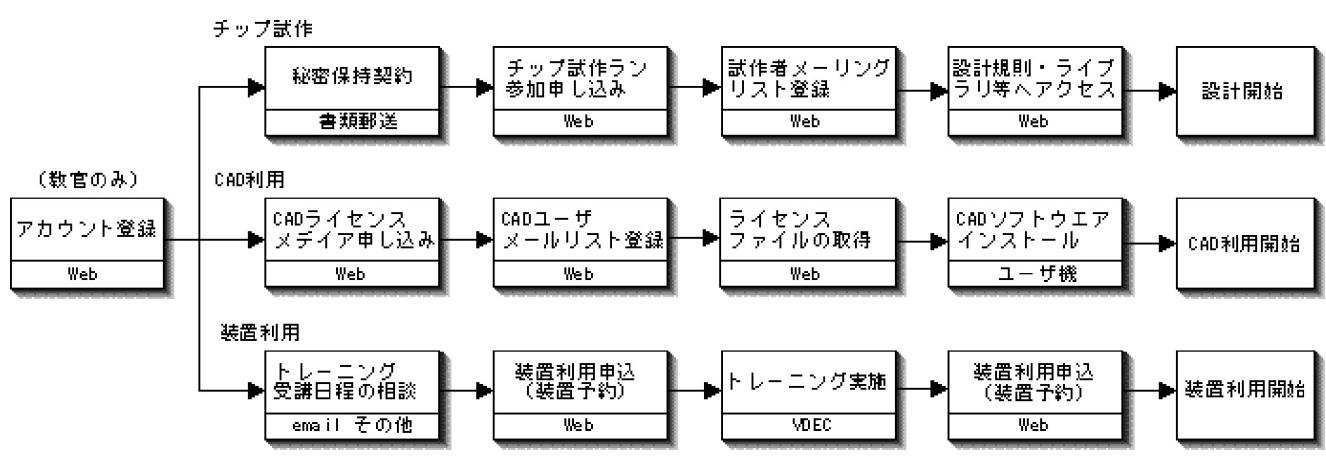 チップ試作
秘密保持契約
書類郵送
チップ試作ラン
参加申し込み
Web
試作者メーリング
リスト登録
Web
設計規則・ライブ
ラリ等へアクセス
Web
設計開始
(教官のみ)
アカウント登録
Web
CAD利用
CADライセンス
メデイア申し込み
Web
CADユーザ
メールリスト登録
Web
ライセンス
ファイルの取得
Web
CADソフトウエア
インストール
ユーザ機
CAD利用開始
装置利用
トレーニング
受講日程の相談
email その他
装置利用申込
(装置予約)
Web
トレーニング実施
VDEC
装置利用申込
(装置予約)
Web
装置利用開始